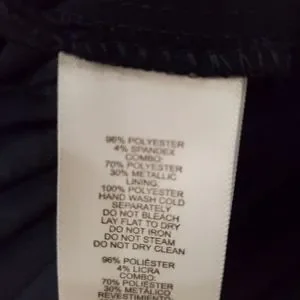 96% POLYESTER
4% SPANDEX
COMBO:
70% POLYESTER
30% METALLIC
LINING:
100% POLYESTER
HAND WASH COLD
SEPARATELY
DO NOT BLEACH
LAY FLAT TO DRY
DO NOT IRON
DO NOT STEAM
DO NOT DRY CLEAN
96% POLIÉSTER
4% LICRA
COMBO:
70% POLIÉSTER
30% METÁLICO
REVESTIMIENTO